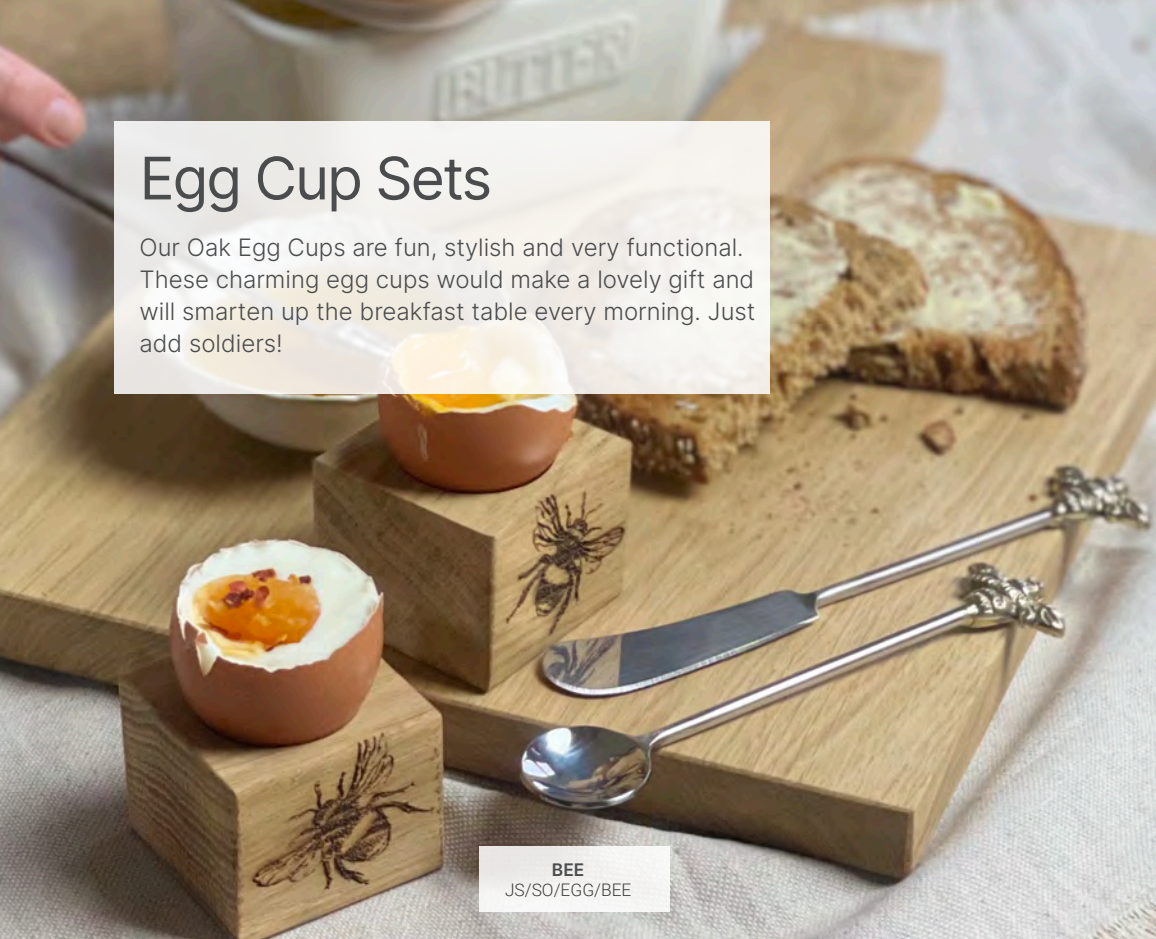 BUTTER
Egg Cup Sets
Our Oak Egg Cups are fun, stylish and very functional.
These charming egg cups would make a lovely gift and
will smarten up the breakfast table every morning. Just
add soldiers!
BEE
JS/SO/EGG/BEE